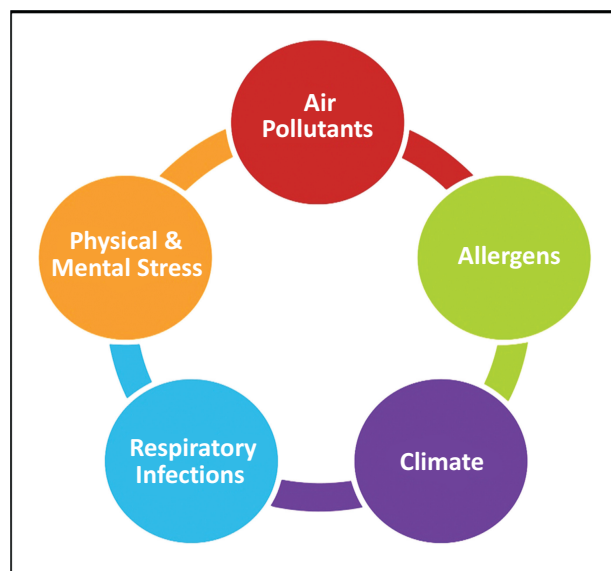 Air
Pollutants
Allergens
Climate
Respiratory
Infections
Physical &
Mental Stress